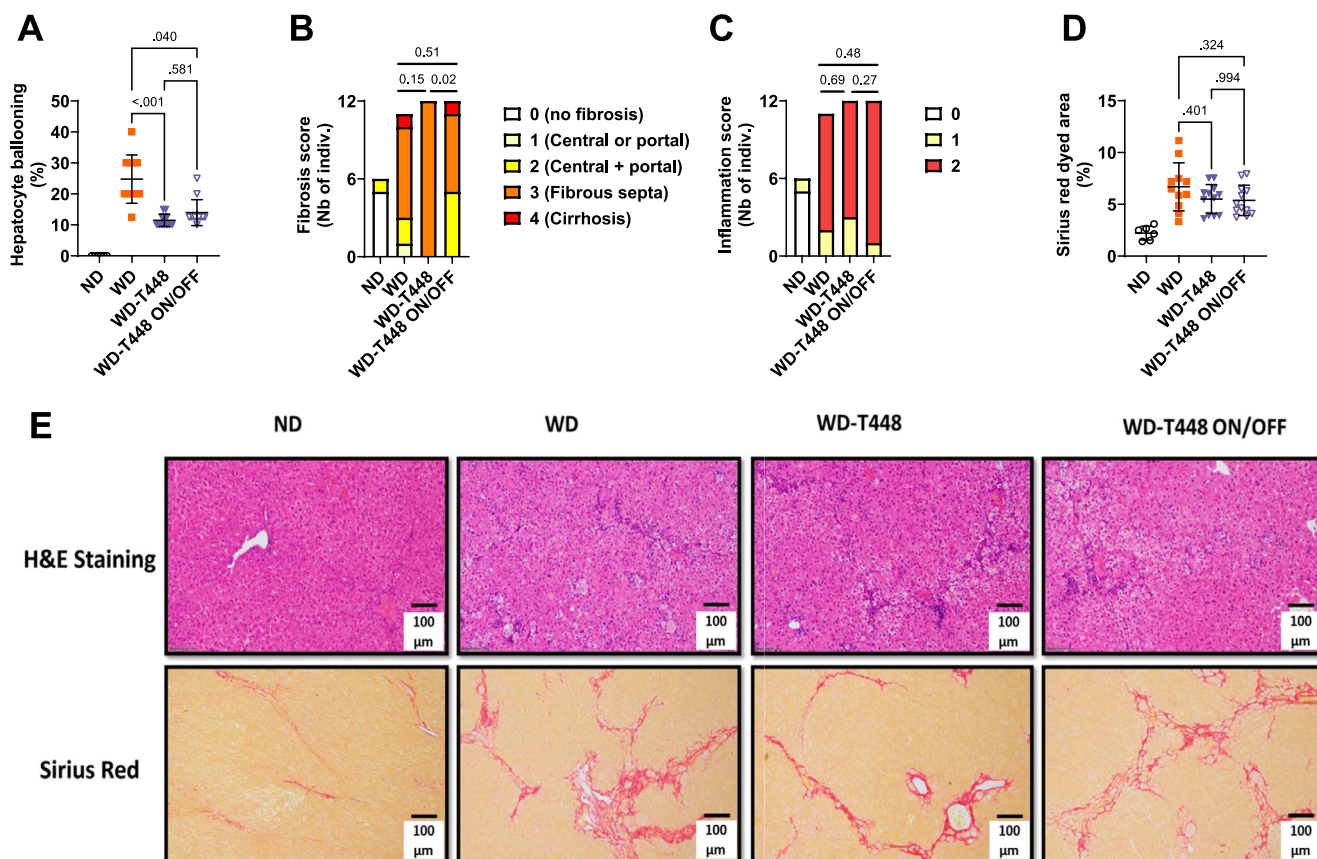 A
.040
.581
<.001
Hepatocyte ballooning
(%)
50
40
30
20
10
0
ND
WD
WD-T448
WD-T448 ON/OFF
B
0.51
0.15
0.02
Fibrosis score
(Nb of indiv.)
12
6
0
ND
WD
WD-T448
WD-T448 ON/OFF
0 (no fibrosis)
1 (Central or portal)
2 (Central + portal)
3 (Fibrous septa)
4 (Cirrhosis)
C
0.48
0.69
0.27
Inflammation score
(Nb of indiv.)
12
6
0
ND
WD
WD-T448
WD-T448 ON/OFF
0
1
2
D
.324
.994
.401
Sirius red dyed area
(%)
15
10
5
0
ND
WD
WD-T448
WD-T448 ON/OFF
E
ND
WD
WD-T448
WD-T448 ON/OFF
H&E Staining
100
µm
100
µm
100
µm
100
µm
Sirius Red
100
µm
100
µm
100
µm
100
µm